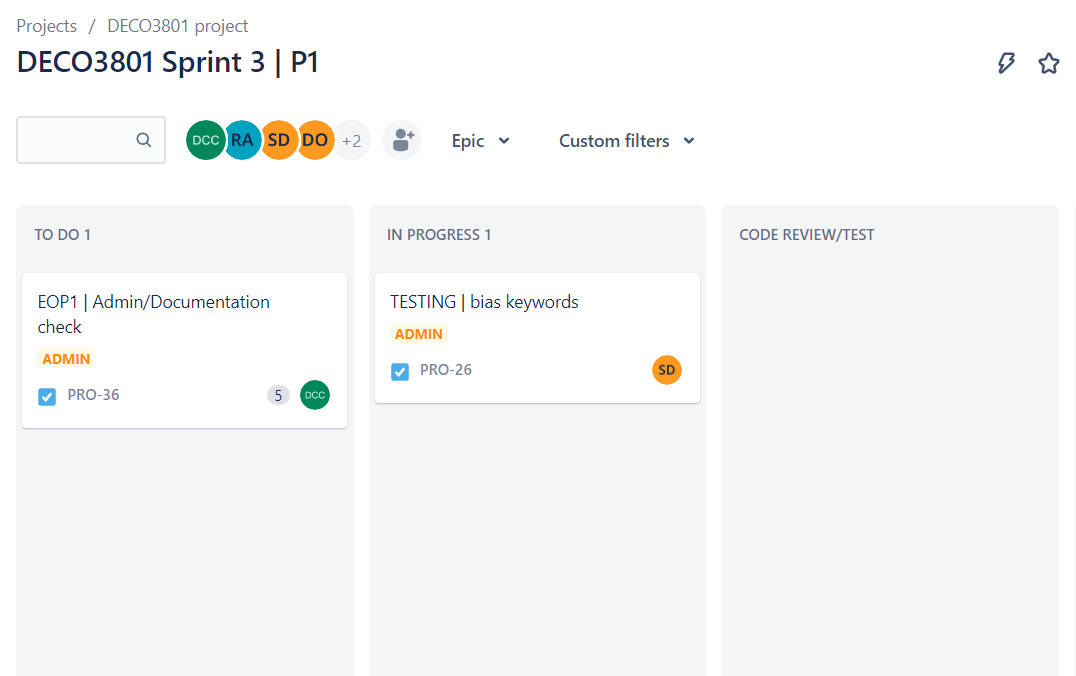 Projects / DECO3801 project
DECO3801 Sprint 3 | P1
DCC RA SD DO +2 Epic Custom filters
TO DO 1
EOP1 | Admin/Documentation
check
ADMIN
PRO-36 5 DCC
IN PROGRESS 1
TESTING | bias keywords
ADMIN
PRO-26 SD
CODE REVIEW/TEST